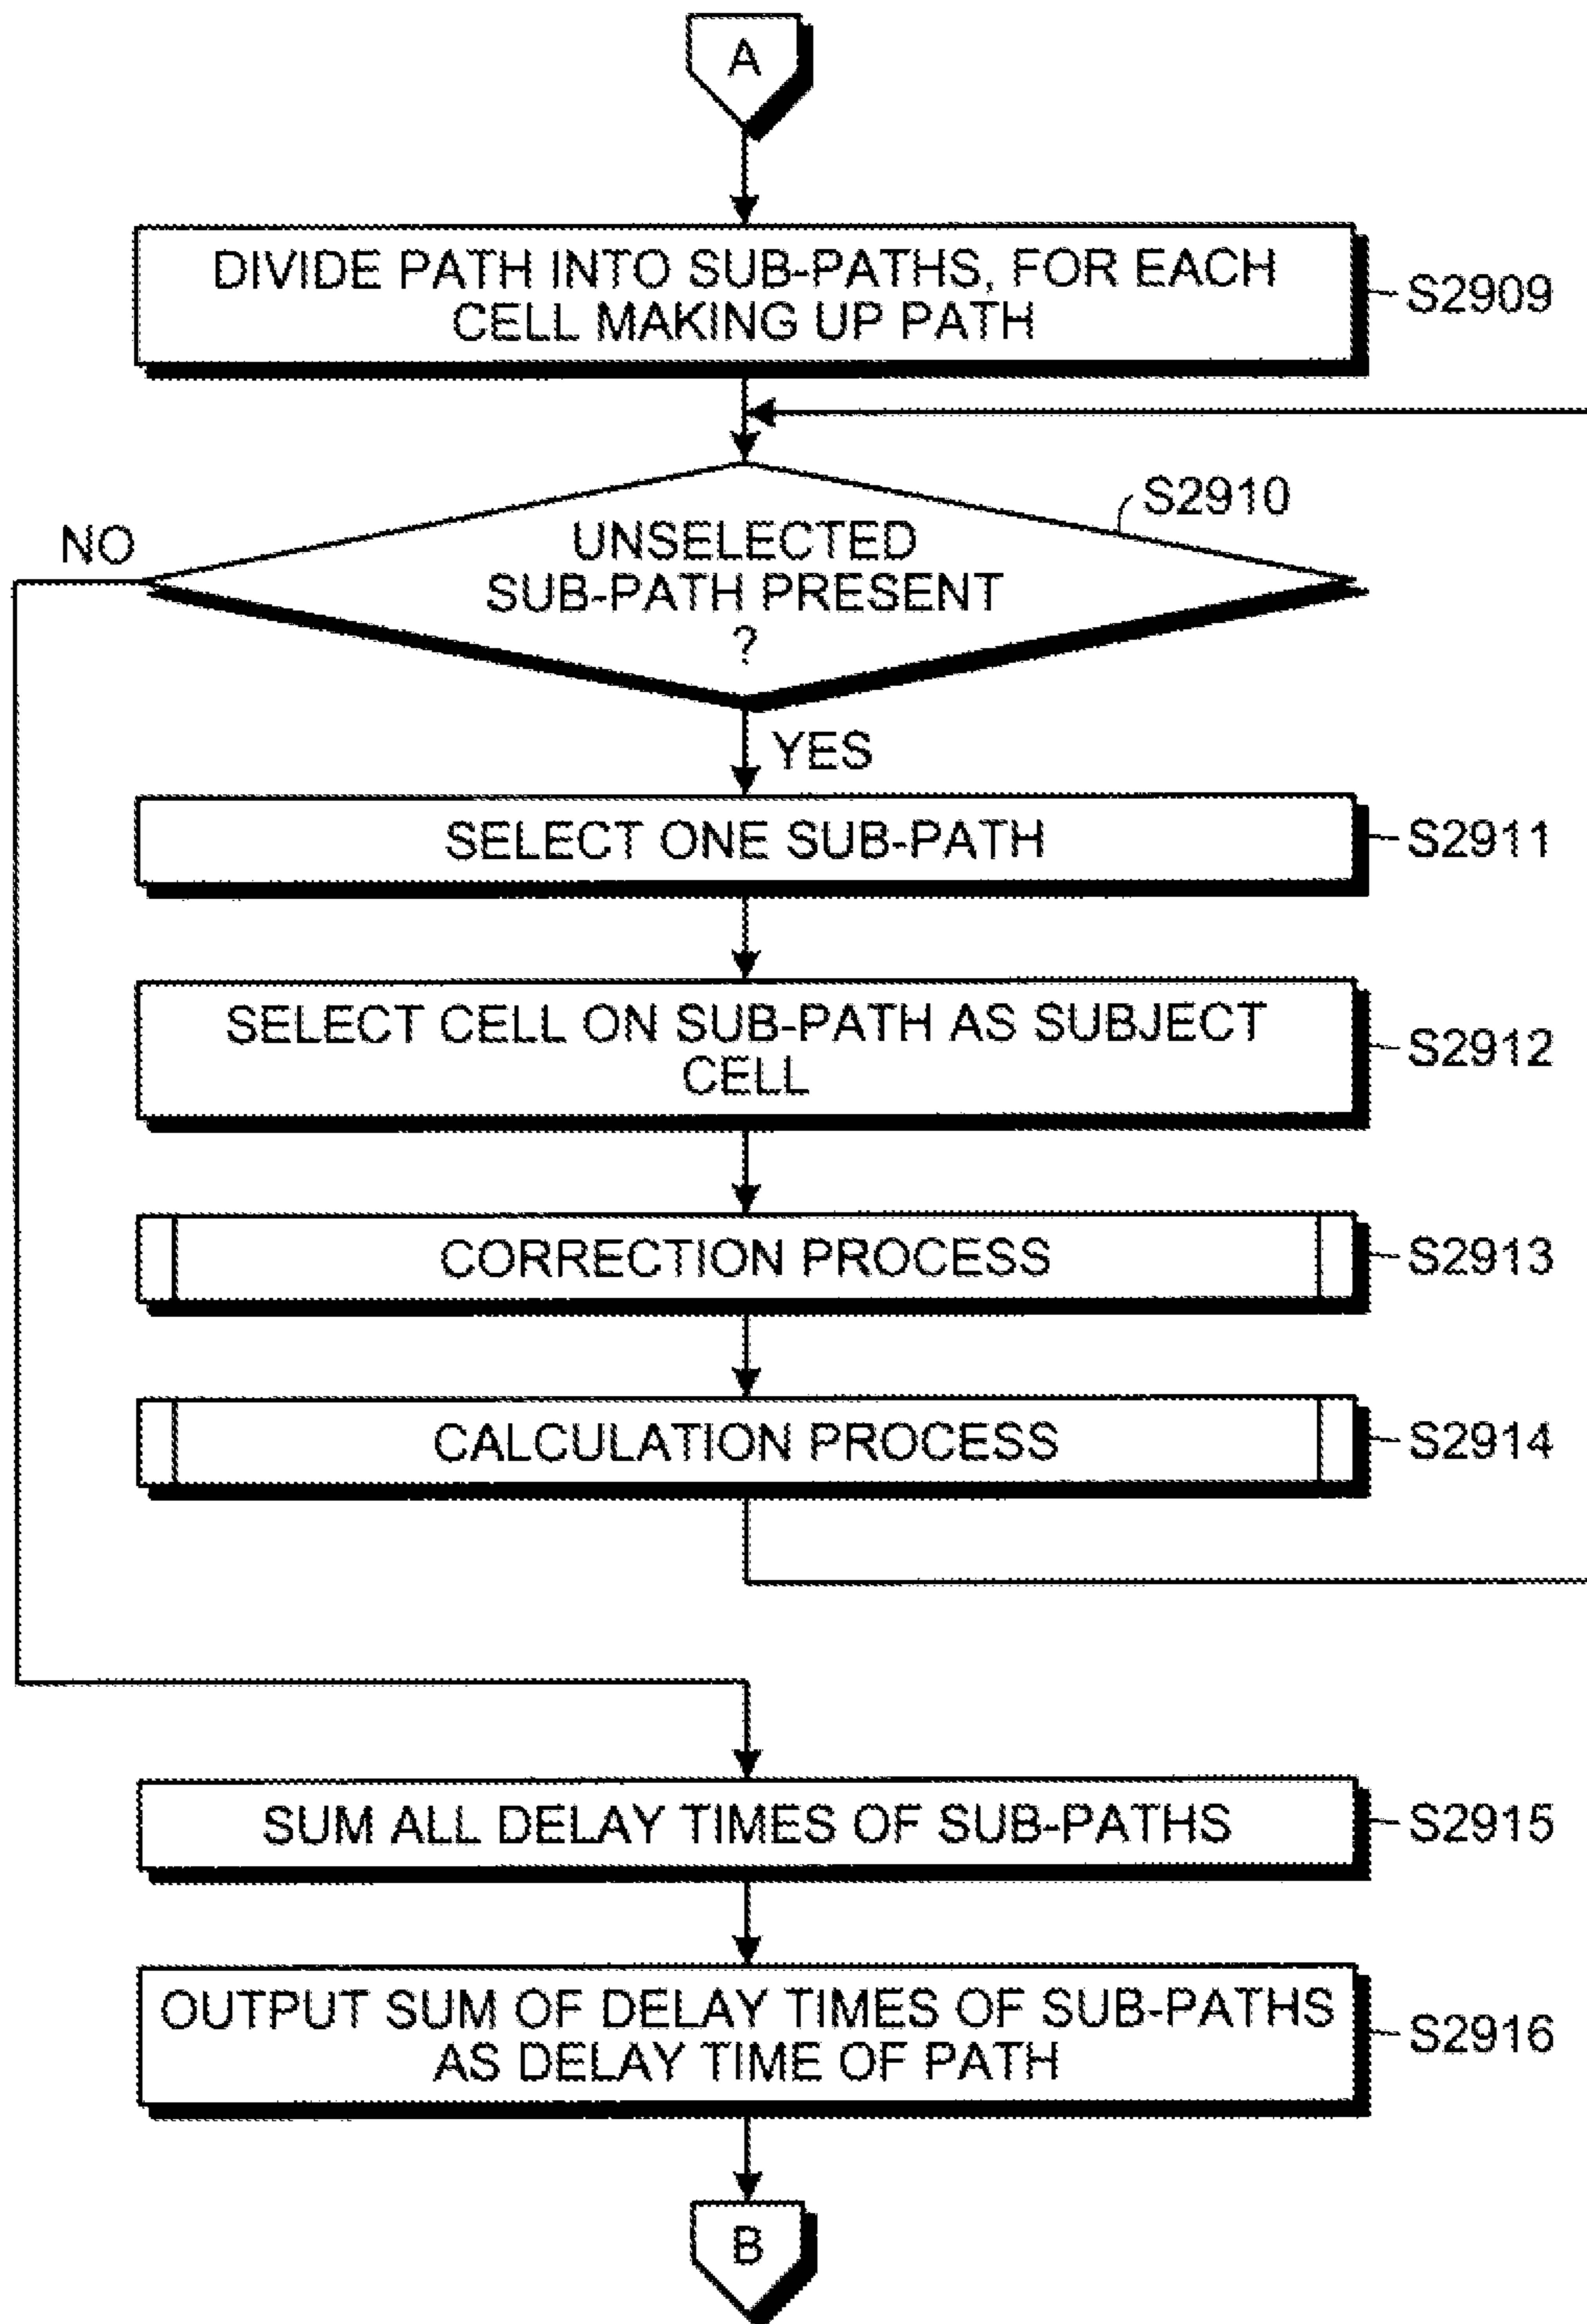 A
DIVIDE PATH INTO SUB-PATHS, FOR EACH
CELL MAKING UP PATH
S2909
S2910
NO
UNSELECTED
SUB-PATH PRESENT
?
YES
SELECT ONE SUB-PATH
S2911
SELECT CELL ON SUB-PATH AS SUBJECT
CELL
S2912
CORRECTION PROCESS
S2913
CALCULATION PROCESS
S2914
SUM ALL DELAY TIMES OF SUB-PATHS
S2915
OUTPUT SUM OF DELAY TIMES OF SUB-PATHS
AS DELAY TIME OF PATH
S2916
B